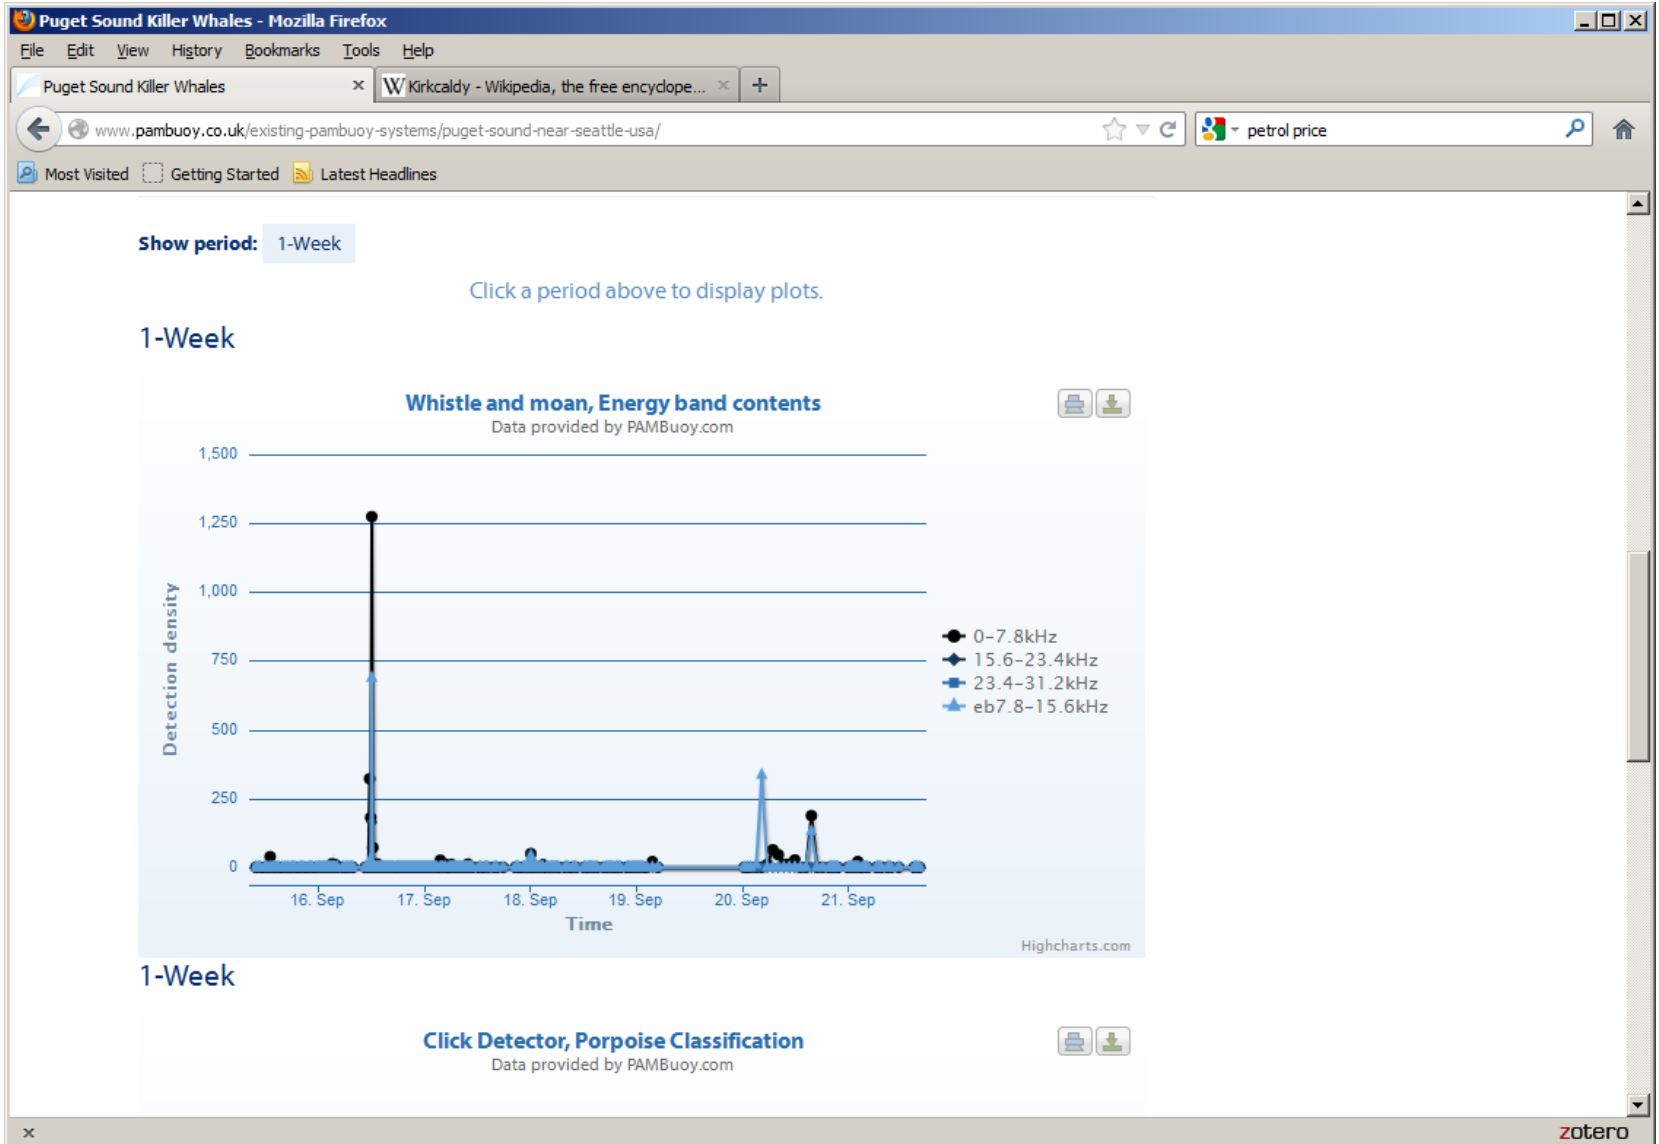 Puget Sound Killer Whales - Mozilla Firefox
File Edit View History Bookmarks Tools Help
Puget Sound Killer Whales × W Kirkcaldy - Wikipedia, the free encyclope... × +
www.pambuoy.co.uk/existing-pambuoy-systems/puget-sound-near-seattle-usa/ petrol price
Most Visited Getting Started Latest Headlines
Show period: 1-Week
Click a period above to display plots.
1-Week
Whistle and moan, Energy band contents
Data provided by PAMBuoy.com
1,500
1,250
1,000
750
500
250
0
Detection density
16. Sep 17. Sep 18. Sep 19. Sep 20. Sep 21. Sep
Time
0-7.8kHz
15.6-23.4kHz
23.4-31.2kHz
eb7.8-15.6kHz
Highcharts.com
1-Week
Click Detector, Porpoise Classification
Data provided by PAMBuoy.com
× zotero